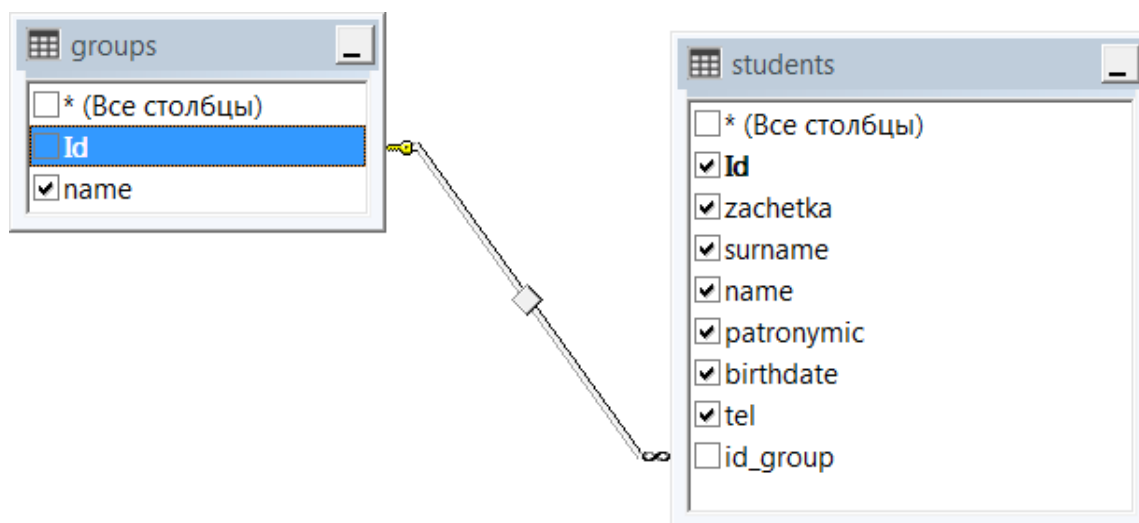 groups
* (Все столбцы)
Id
name
students
* (Все столбцы)
Id
zachetka
surname
name
patronymic
birthdate
tel
id_group